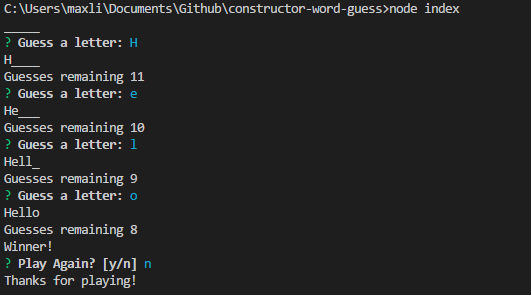 C:\Users\maxli\Documents\Github\constructor-word-guess>node index
_____
? Guess a letter: H
H____
Guesses remaining 11
? Guess a letter: e
He___
Guesses remaining 10
? Guess a letter: l
Hell_
Guesses remaining 9
? Guess a letter: o
Hello
Guesses remaining 8
Winner!
? Play Again? [y/n] n
Thanks for playing!